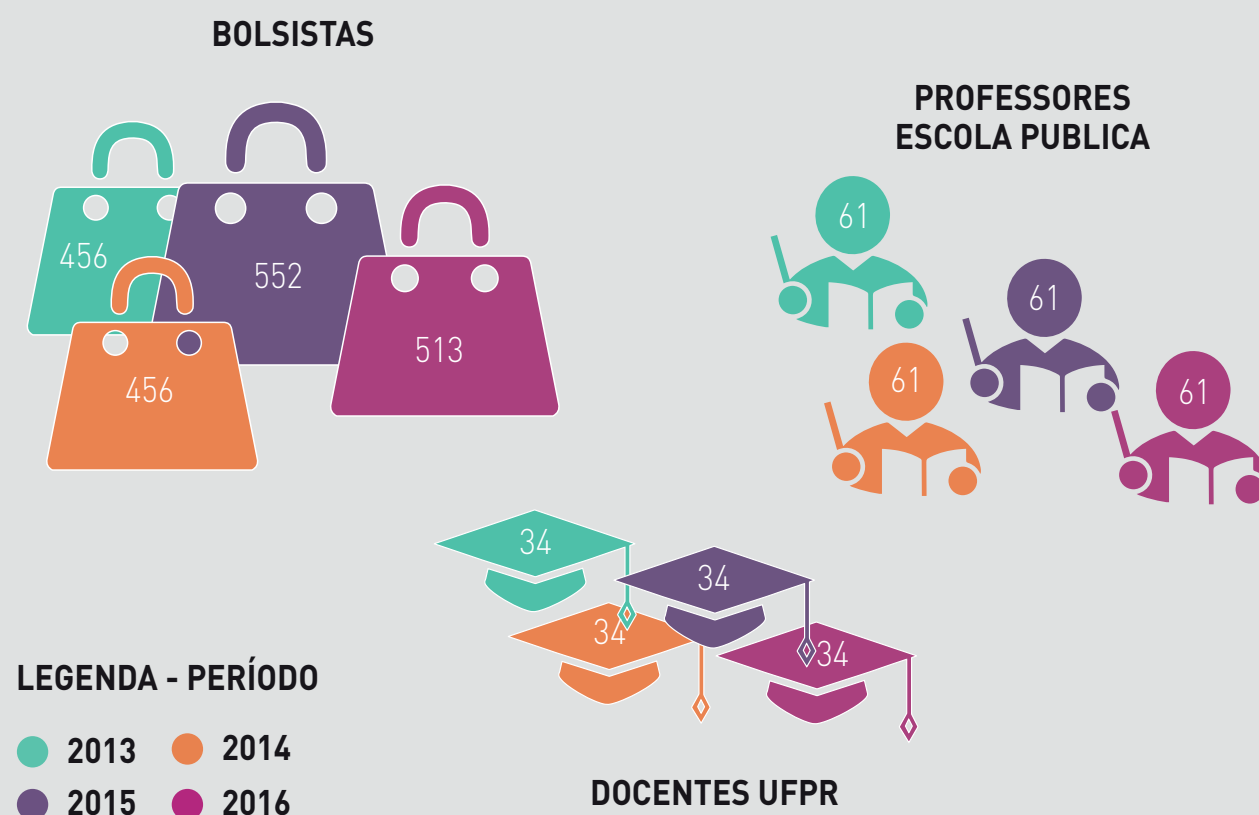 BOLSISTAS
456
552
513
456
PROFESSORES
ESCOLA PUBLICA
61
61
61
61
34
34
34
34
DOCENTES UFPR
LEGENDA - PERÍODO
2013 2014
2015 2016